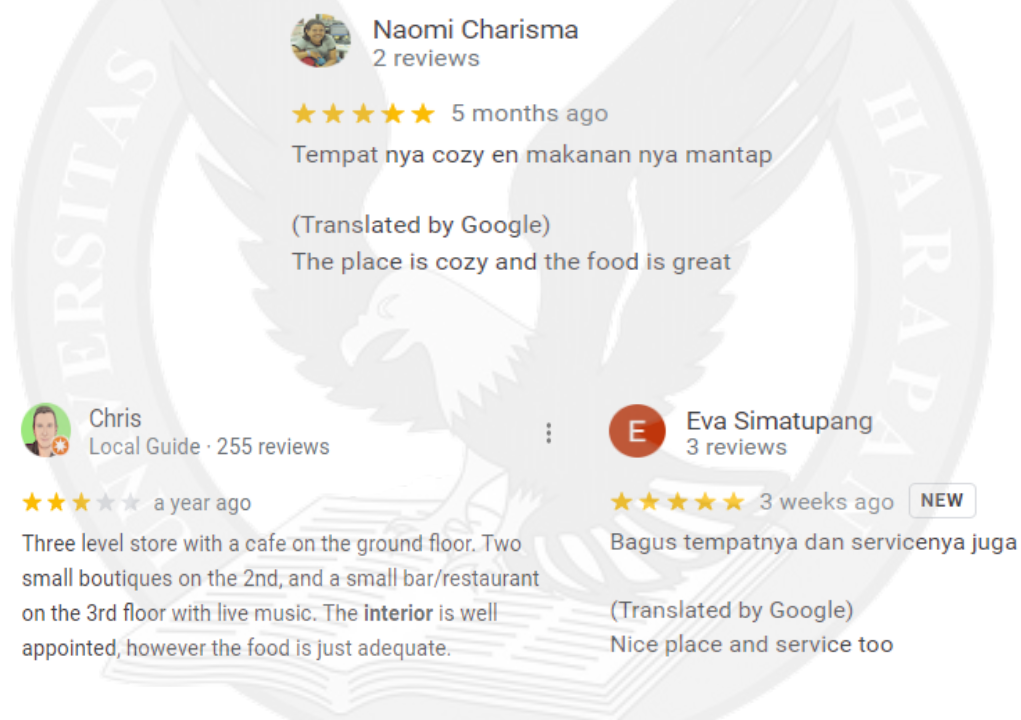 Naomi Charisma
2 reviews
5 months ago
Tempat nya cozy en makanan nya mantap
(Translated by Google)
The place is cozy and the food is great
Chris
Local Guide · 255 reviews
a year ago
Three level store with a cafe on the ground floor. Two
small boutiques on the 2nd, and a small bar/restaurant
on the 3rd floor with live music. The interior is well
appointed, however the food is just adequate.
E
Eva Simatupang
3 reviews
3 weeks ago NEW
Bagus tempatnya dan servicenya juga
(Translated by Google)
Nice place and service too
UNIVERSITAS
HARAPAN